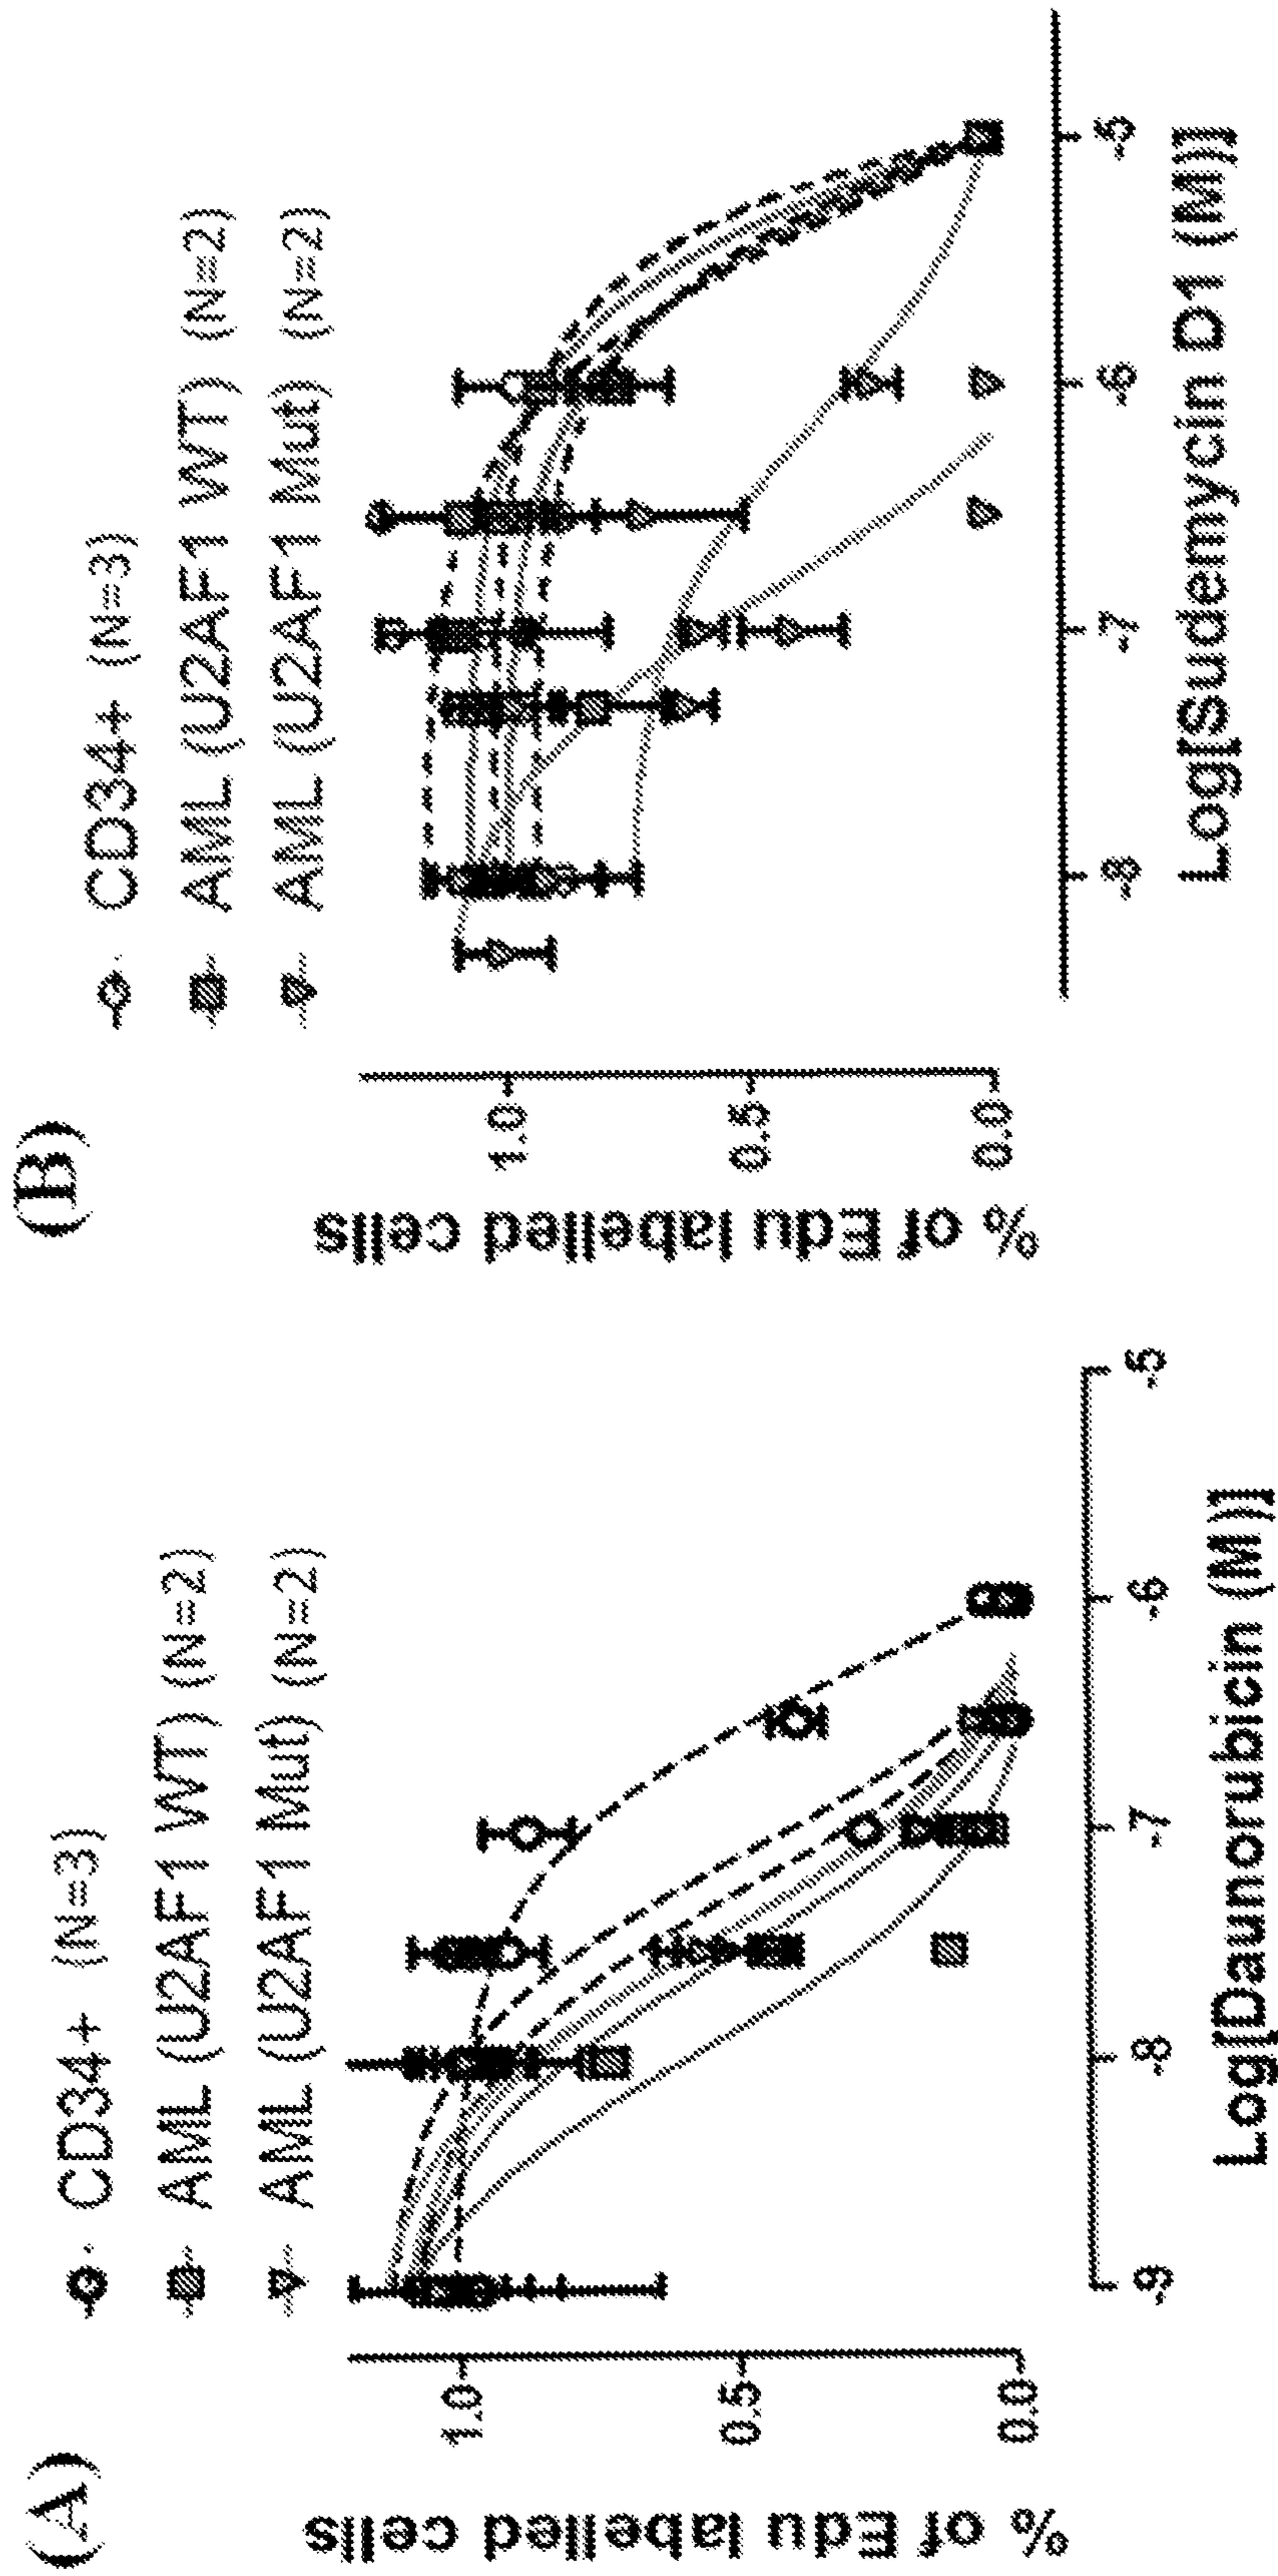 (A)
CD34+ (N=3)
AML (U2AF1 WT) (N=2)
AML (U2AF1 Mut) (N=2)
% of Edu labelled cells
1.0
0.5
0.0
-9
-8
-7
-6
-5
Log[Daunorubicin (M)]
(B)
CD34+ (N=3)
AML (U2AF1 WT) (N=2)
AML (U2AF1 Mut) (N=2)
% of Edu labelled cells
1.0
0.5
0.0
-8
-7
-6
-5
Log[Sudemycin D1 (M)]